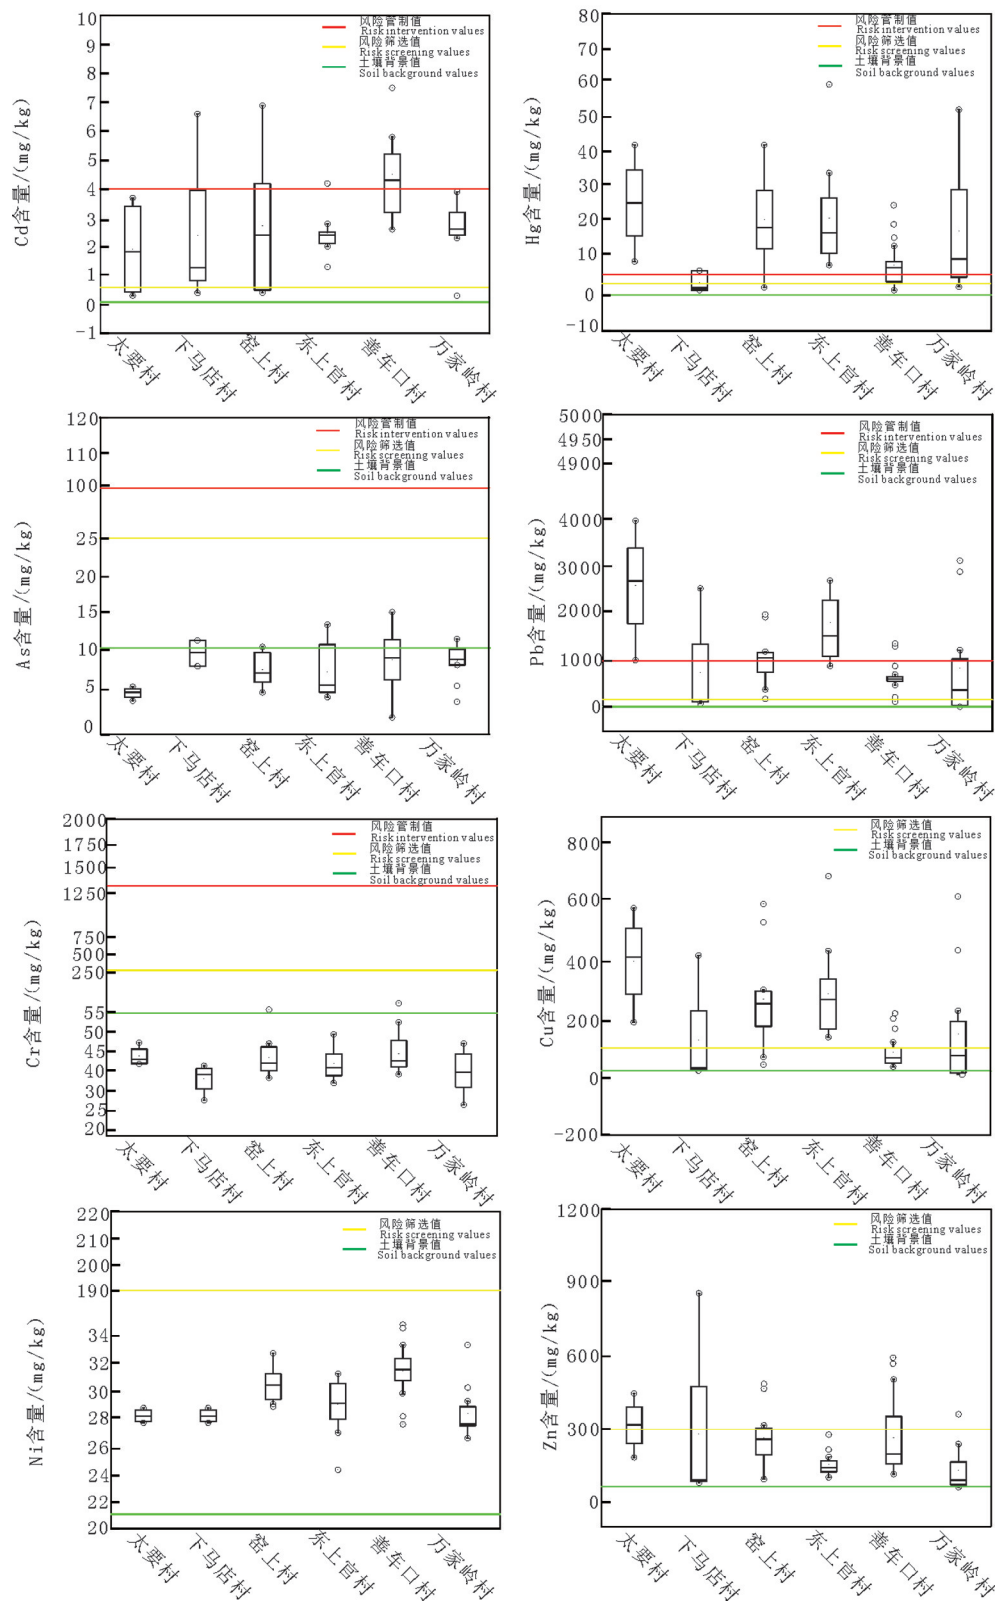 Cd含量/(mg/kg)
10
9
8
7
6
5
4
3
2
1
0
-1
风险管制值
Risk intervention values
风险筛选值
Risk screening values
土壤背景值
Soil background values
太要村
下马店村
窑上村
东上官村
善车口村
万家岭村
Hg含量/(mg/kg)
80
70
60
50
40
30
20
10
0
-10
风险管制值
Risk intervention values
风险筛选值
Risk screening values
土壤背景值
Soil background values
太要村
下马店村
窑上村
东上官村
善车口村
万家岭村
As含量/(mg/kg)
120
110
100
25
20
15
10
5
0
风险管制值
Risk intervention values
风险筛选值
Risk screening values
土壤背景值
Soil background values
太要村
下马店村
窑上村
东上官村
善车口村
万家岭村
Pb含量/(mg/kg)
5000
4950
4900
4000
3000
2000
1000
0
风险管制值
Risk intervention values
风险筛选值
Risk screening values
土壤背景值
Soil background values
太要村
下马店村
窑上村
东上官村
善车口村
万家岭村
Cr含量/(mg/kg)
2000
1750
1500
1250
750
500
250
55
50
45
40
35
30
25
20
风险管制值
Risk intervention values
风险筛选值
Risk screening values
土壤背景值
Soil background values
太要村
下马店村
窑上村
东上官村
善车口村
万家岭村
Cu含量/(mg/kg)
800
600
400
200
0
-200
风险筛选值
Risk screening values
土壤背景值
Soil background values
太要村
下马店村
窑上村
东上官村
善车口村
万家岭村
Ni含量/(mg/kg)
220
210
200
190
34
32
30
28
26
24
22
20
风险筛选值
Risk screening values
土壤背景值
Soil background values
太要村
下马店村
窑上村
东上官村
善车口村
万家岭村
Zn含量/(mg/kg)
1200
900
600
300
0
风险筛选值
Risk screening values
土壤背景值
Soil background values
太要村
下马店村
窑上村
东上官村
善车口村
万家岭村